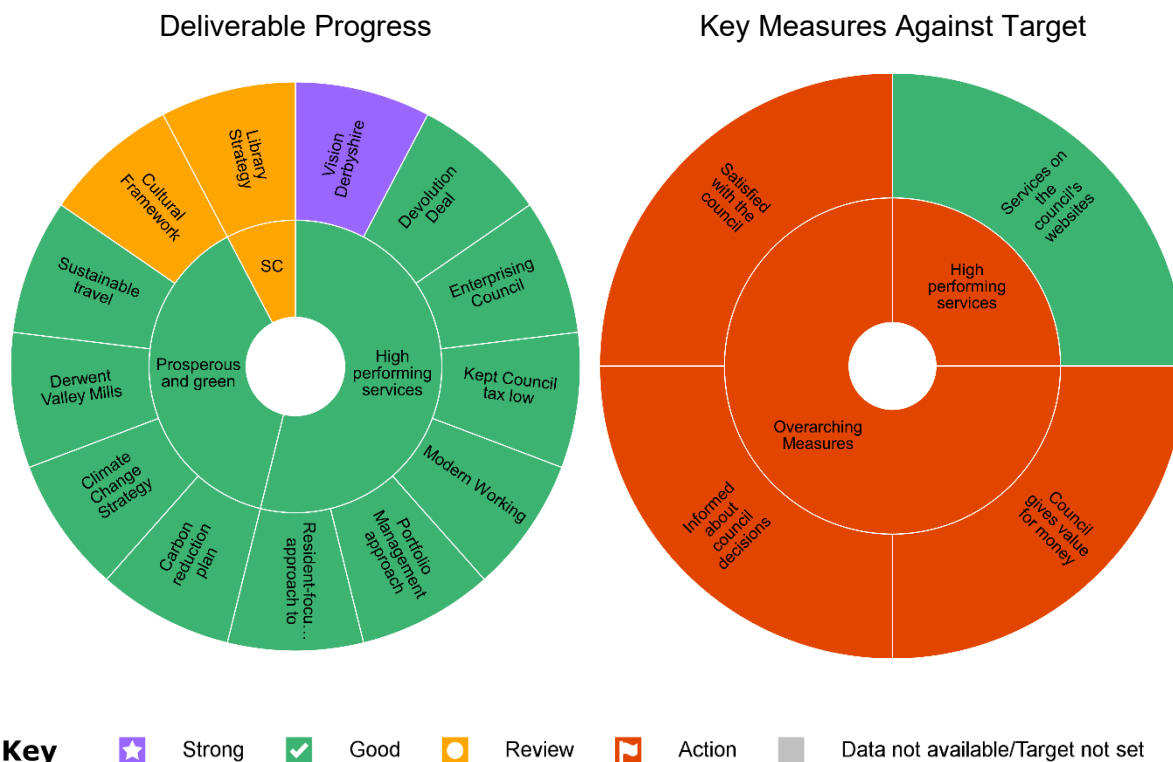 Deliverable Progress
Key Measures Against Target
Library
Strategy
Vision
Derbyshire
Cultural
Framework
Devolution
Deal
Sustainable
travel
SC
Enterprising
Council
Derwent
Valley Mills
Prosperous
and green
High
performing
services
Kept Council
tax low
Climate
Change
Strategy
Modern Working
Carbon
reduction
plan
Resident-focu...
approach to
Portfolio
Management
approach
Satisfied
with the
council
Services on
the
council's
websites
High
performing
services
Overarching
Measures
Informed
about
council
decisions
Council
gives value
for money
Key
Strong
Good
Review
Action
Data not available/Target not set